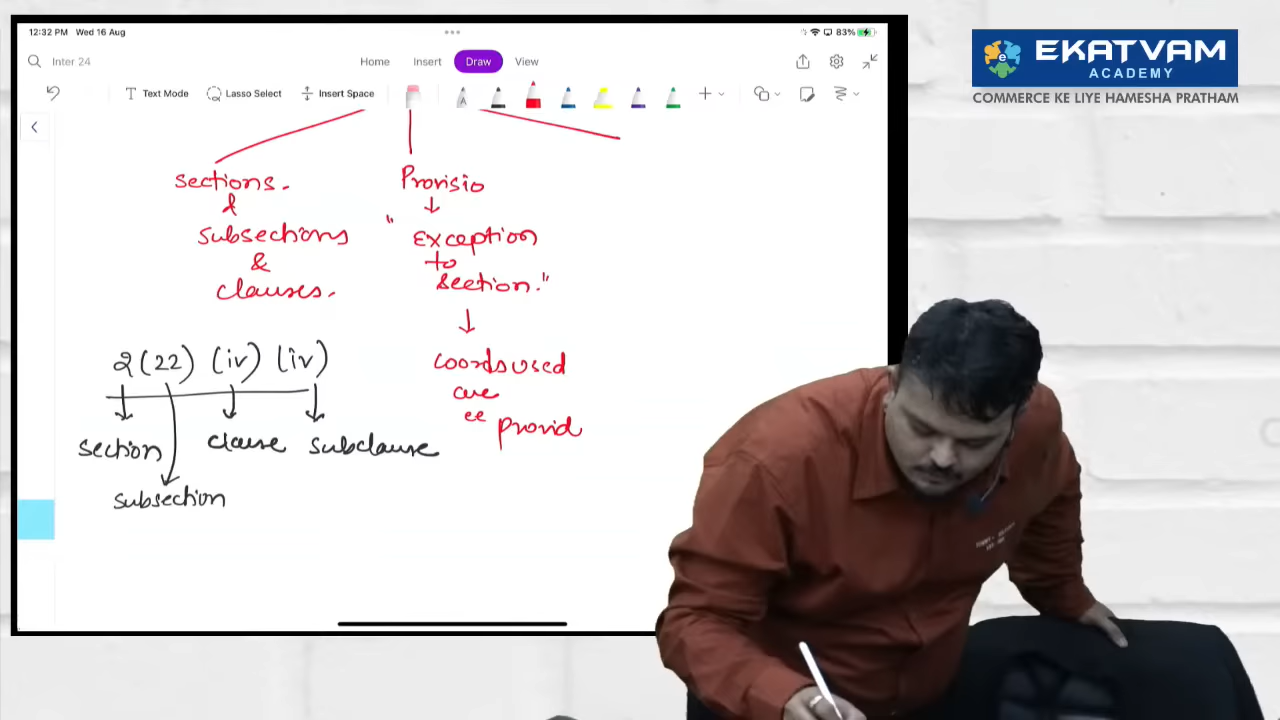 12:32 PM Wed 16 Aug
83%
Inter 24
Home Insert Draw View
Text Mode Lasso Select Insert Space
EKATVAM
ACADEMY
COMMERCE KE LIYE HAMESHA PRATHAM
Sections.
&
Subsections
&
clauses.
Provisio
"Exception
to
Section."
words used
are
" provid
2(22) (iv) (iv)
section
clause
subclause
subsection